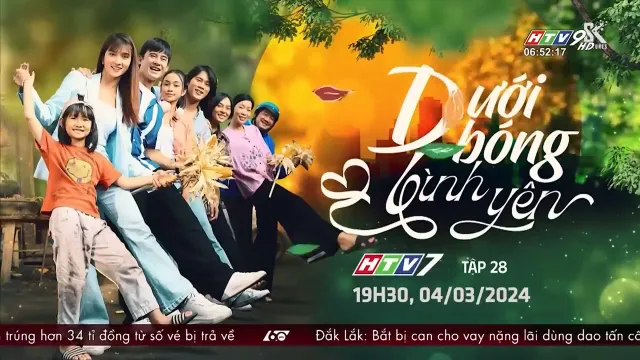 HTV9 HD
06:52:17
Dưới
bóng
bình yên
HTV7 TẬP 28
19H30, 04/03/2024
n trúng hơn 34 tỉ đồng từ số vé bị trả về
60
Đắk Lắk: Bắt bị can cho vay nặng lãi dùng dao tấn cô